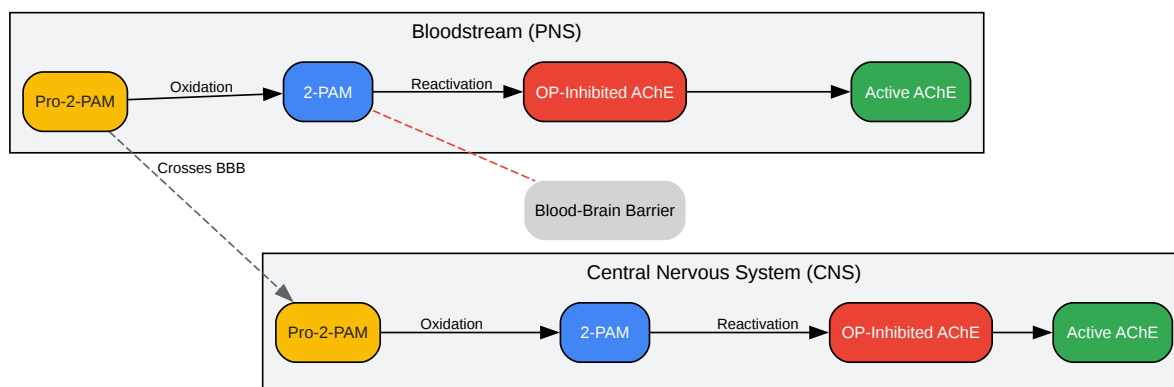 Bloodstream (PNS)
Pro-2-PAM
Oxidation
2-PAM
Reactivation
OP-Inhibited AChE
Active AChE
Crosses BBB
Blood-Brain Barrier
Central Nervous System (CNS)
Pro-2-PAM
Oxidation
2-PAM
Reactivation
OP-Inhibited AChE
Active AChE